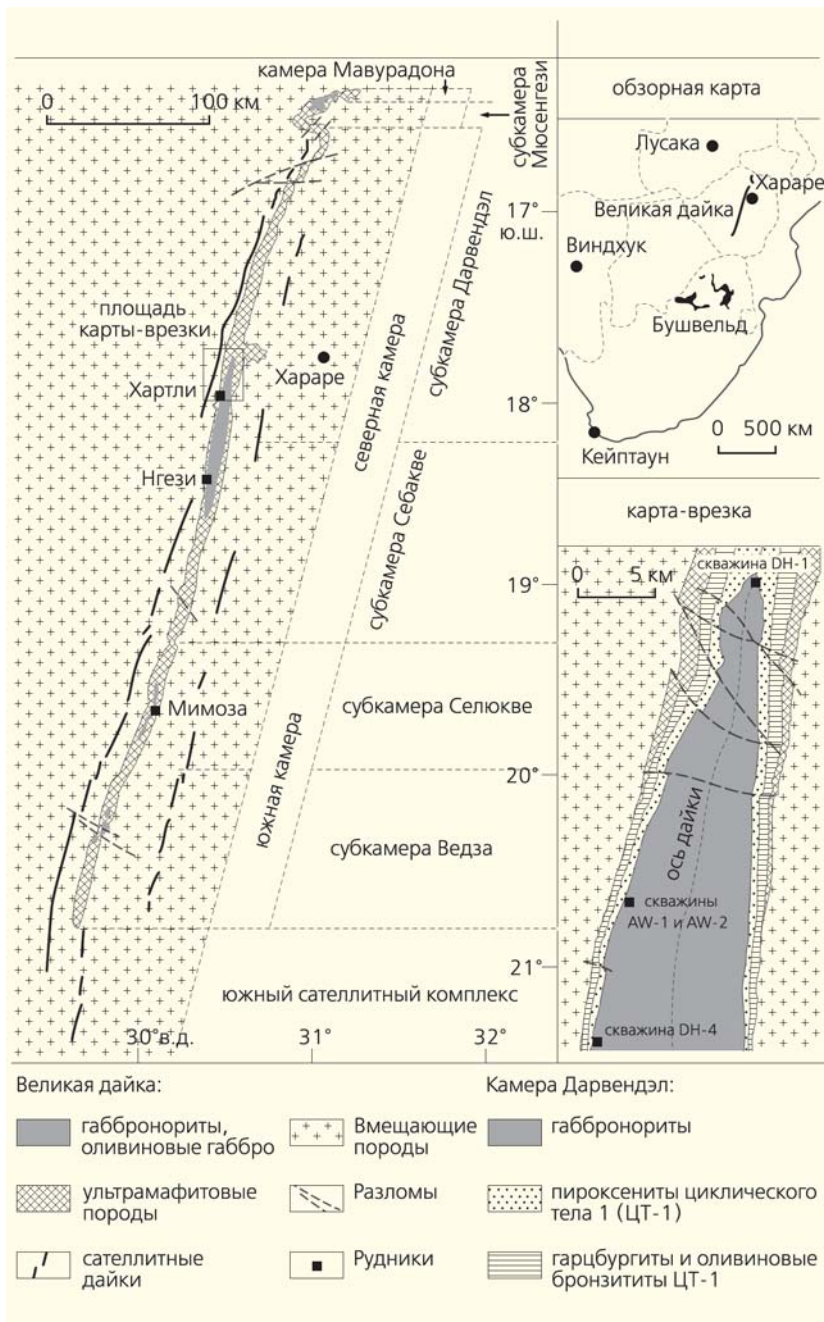 камера Мавурадона
0 100 км
субкамера
Мюсенгези
17°
ю.ш.
субкамера Дарвендэл
площадь
карты-врезки
Хартли
Хараре
северная камера
18°
Нгези
субкамера Себакве
19°
Мимоза
субкамера Селюкве
южная камера
20°
субкамера Ведза
21°
южный сателлитный комплекс
30°в.д. 31° 32°
обзорная карта
Лусака
Хараре
Великая дайка
Виндхук
Бушвельд
0 500 км
Кейптаун
карта-врезка
скважина DH-1
0 5 км
ось дайки
скважины
AW-1 и AW-2
скважина DH-4
Великая дайка:
габбронориты,
оливиновые габбро
ультрамафитовые
породы
сателлитные
дайки
Вмещающие
породы
Разломы
Рудники
Камера Дарвендэл:
габбронориты
пироксениты циклического
тела 1 (ЦТ-1)
гарцбургиты и оливиновые
бронзититы ЦТ-1